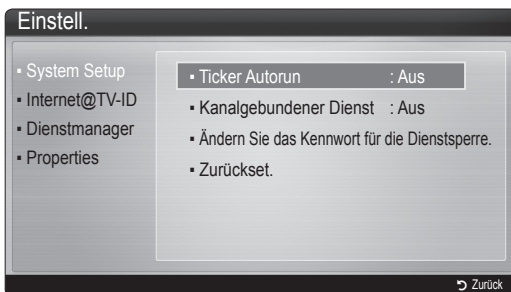 Einstell.
▪ System Setup
▪ Internet@TV-ID
▪ Dienstmanager
▪ Properties
▪ Ticker Autorun : Aus
▪ Kanalgebundener Dienst : Aus
▪ Ändern Sie das Kennwort für die Dienstsperre.
▪ Zurückset.
Zurück